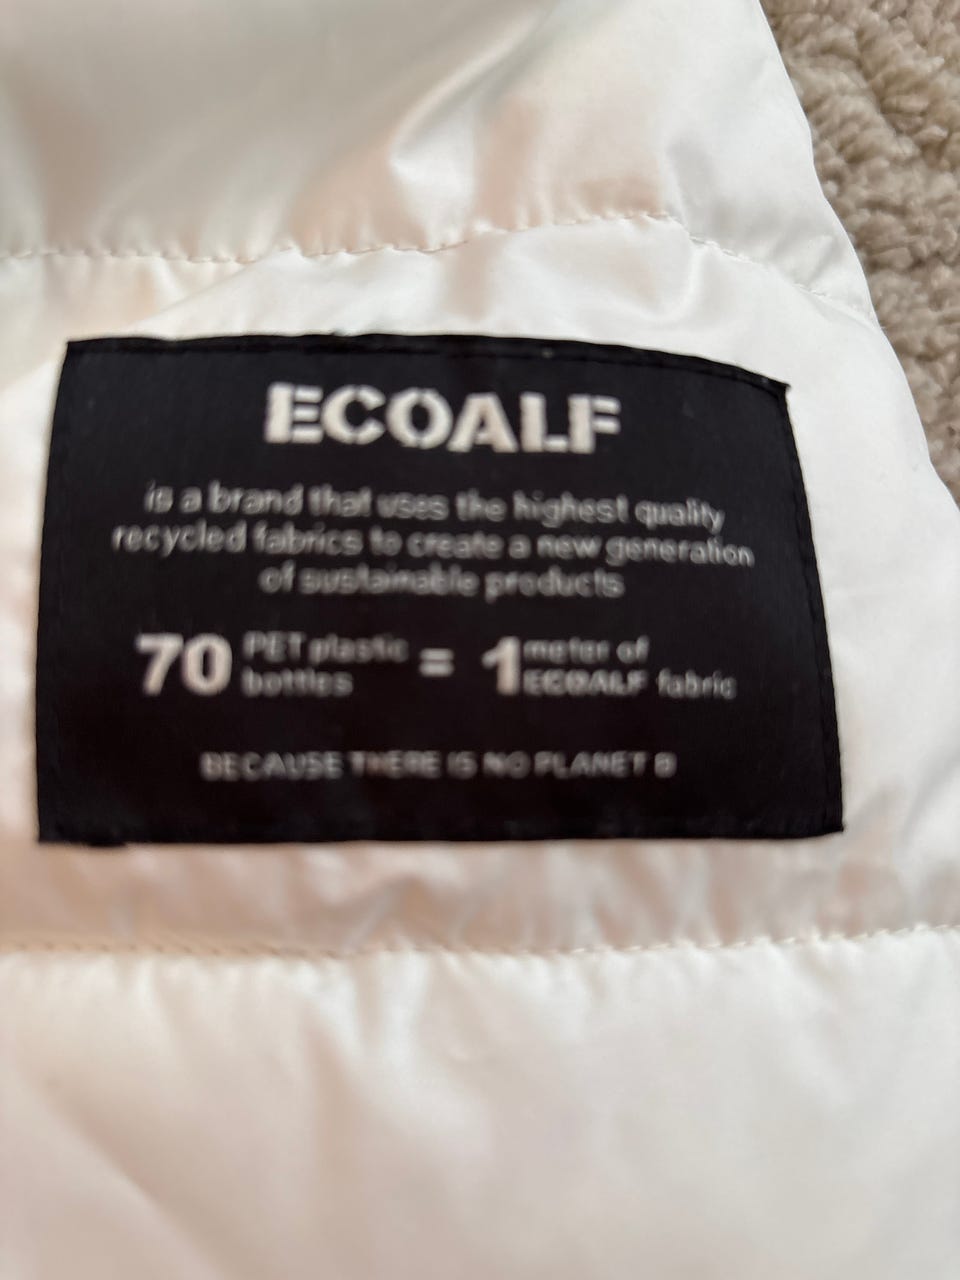 ECOALF
is a brand that uses the highest quality
recycled fabrics to create a new generation
of sustainable products
70 PET plastic bottles = 1 meter of ECOALF fabric
BECAUSE THERE IS NO PLANET B